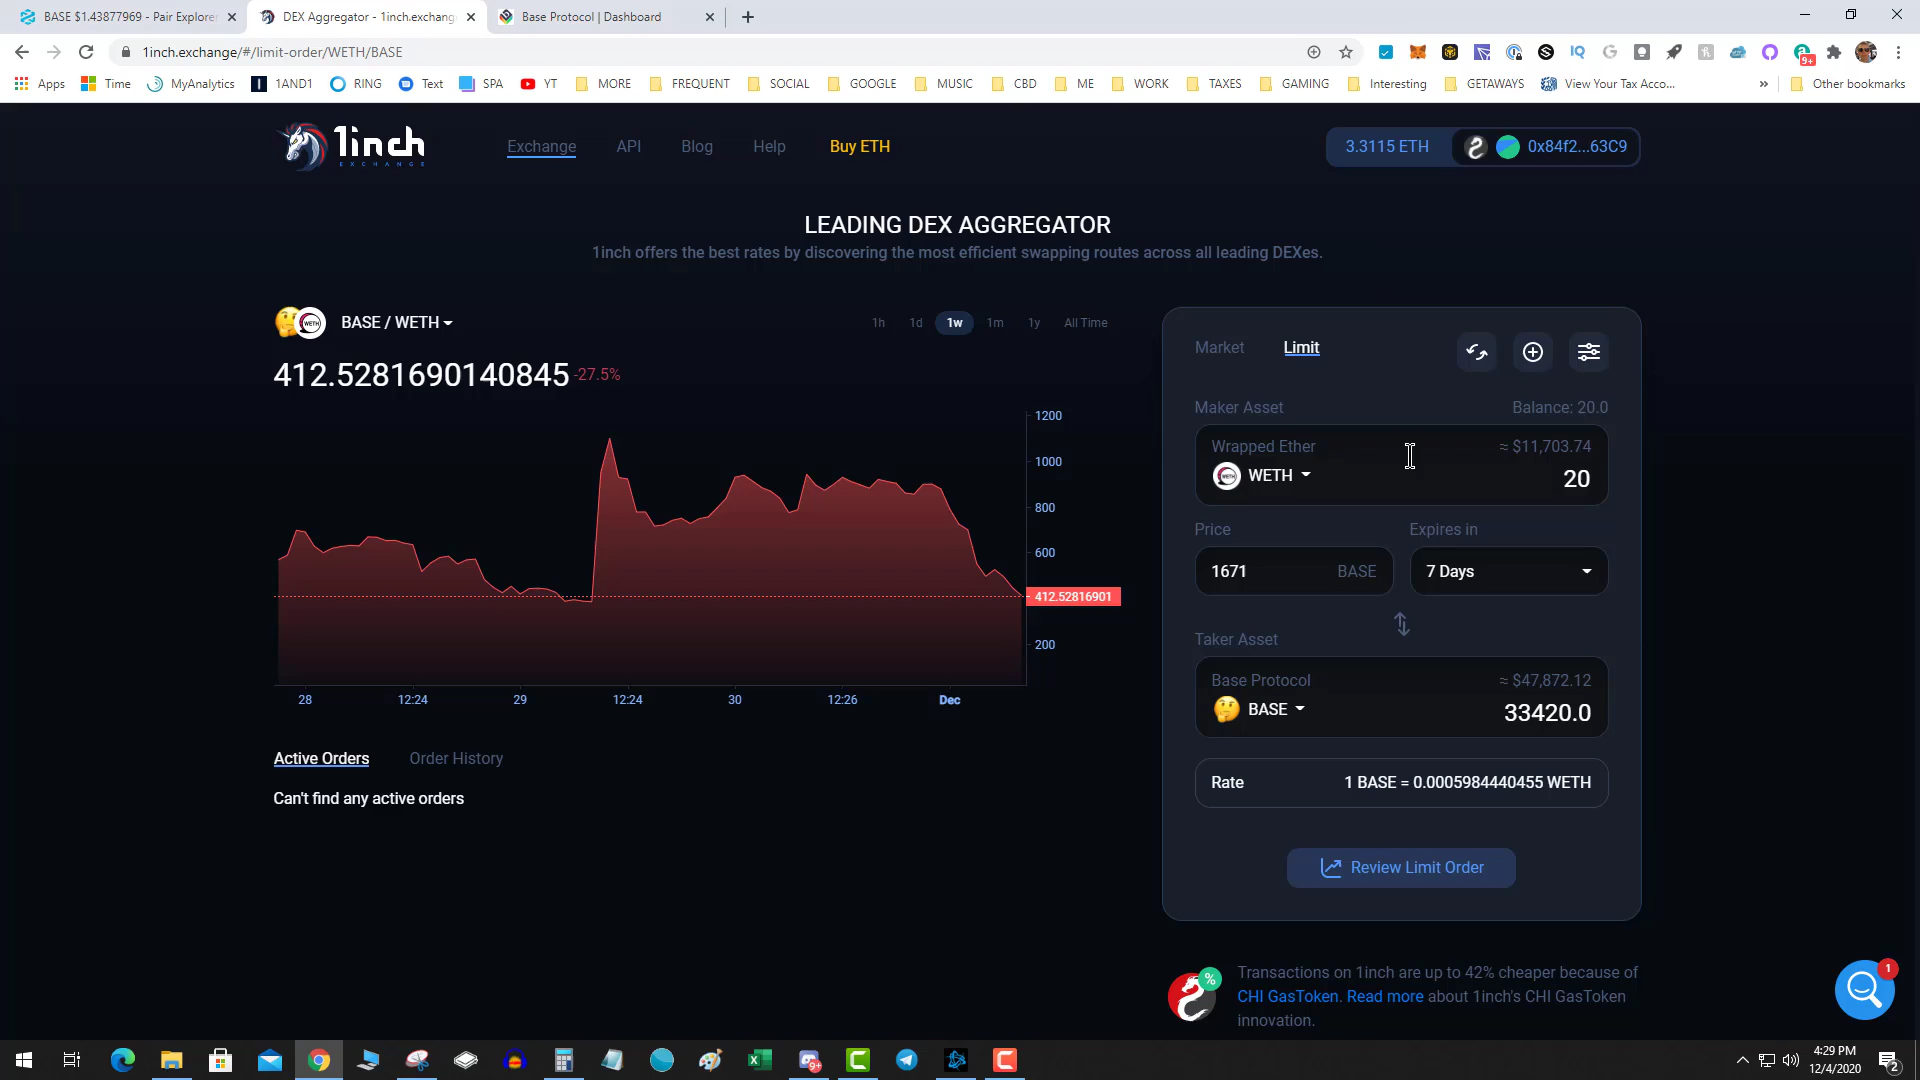 BASE $1.43877969 - Pair Explorer
DEX Aggregator - 1inch.exchang
Base Protocol | Dashboard
1inch.exchange/#/limit-order/WETH/BASE
9+
Apps
Time
MyAnalytics
1AND1
RING
Text
SPA
YT
MORE
FREQUENT
SOCIAL
GOOGLE
MUSIC
CBD
ME
WORK
TAXES
GAMING
Interesting
GETAWAYS
View Your Tax Acco...
»
Other bookmarks
1inch
EXCHANGE
Exchange
API
Blog
Help
Buy ETH
3.3115 ETH
0x84f2...63C9
LEADING DEX AGGREGATOR
1inch offers the best rates by discovering the most efficient swapping routes across all leading DEXes.
WETH
BASE / WETH
1h
1d
1w
1m
1y
All Time
412.5281690140845 -27.5%
1200
1000
800
600
412.52816901
200
28
12:24
29
12:24
30
12:26
Dec
Active Orders
Order History
Can't find any active orders
Market
Limit
Maker Asset
Balance: 20.0
Wrapped Ether
≈ $11,703.74
WETH
WETH
20
Price
Expires in
1671
BASE
7 Days
Taker Asset
Base Protocol
≈ $47,872.12
BASE
33420.0
Rate
1 BASE = 0.0005984440455 WETH
Review Limit Order
%
Transactions on 1inch are up to 42% cheaper because of
CHI GasToken. Read more about 1inch's CHI GasToken
innovation.
1
9+
4:29 PM
12/4/2020
2